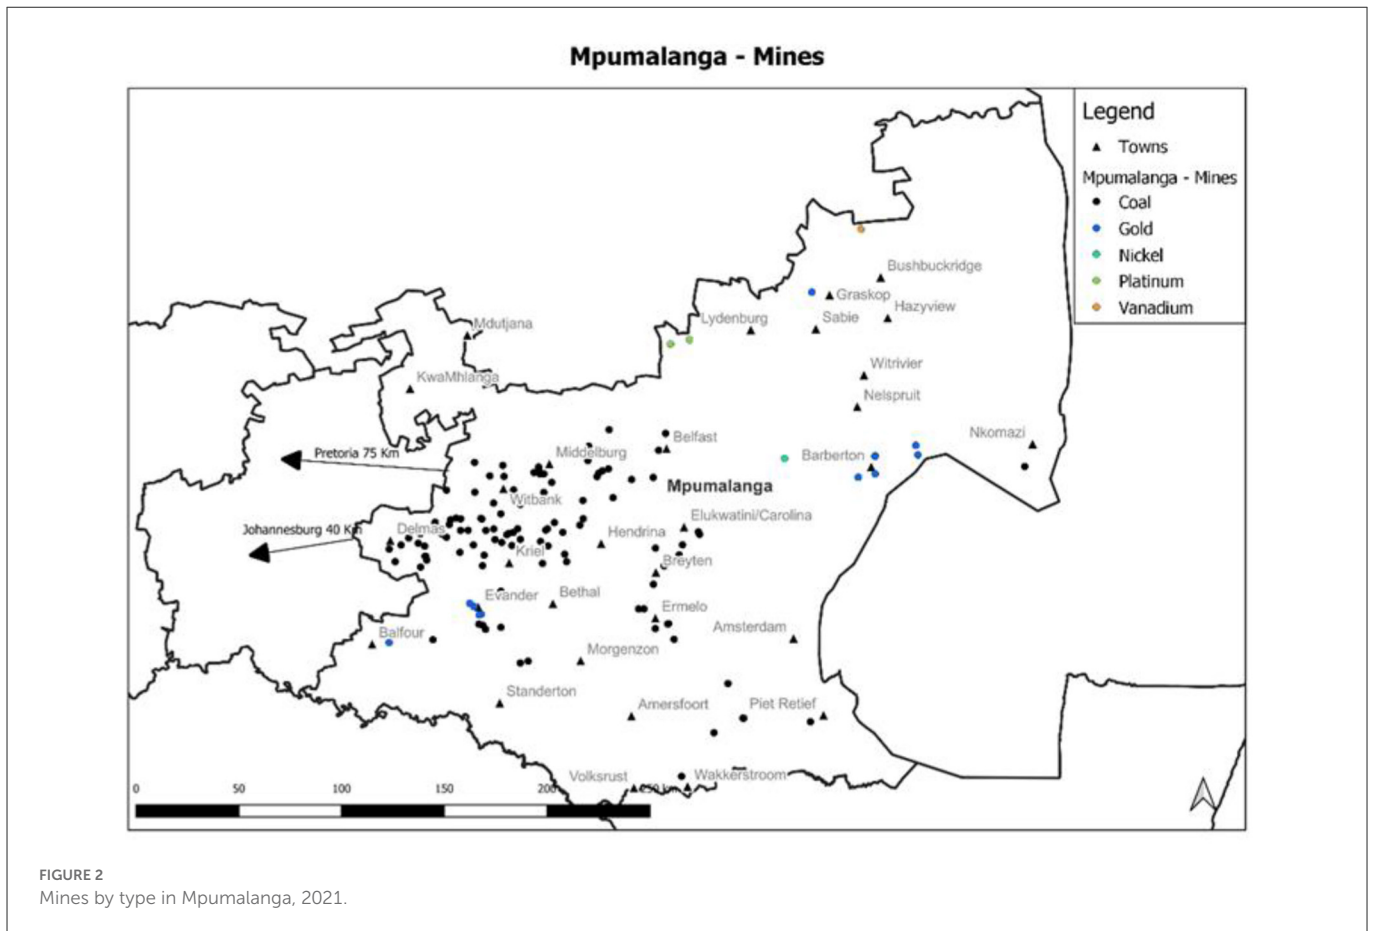 Mpumalanga - Mines
Legend
Towns
Mpumalanga - Mines
Coal
Gold
Nickel
Platinum
Vanadium
Bushbuckridge
Graskop
Hazyview
Lydenburg
Sabie
Mdutjana
Witrivier
KwaMhlanga
Nelspruit
Nkomazi
Belfast
Middelburg
Pretoria 75 Km
Barberton
Mpumalanga
Witbank
Elukwatini/Carolina
Johannesburg 40 Km
Delmas
Hendrina
Kriel
Breyten
Evander
Bethal
Ermelo
Amsterdam
Balfour
Morgenzon
Standerton
Amersfoort
Piet Retief
Volksrust
Wakkerstroom
0 50 100 150 200 250 km
FIGURE 2
Mines by type in Mpumalanga, 2021.